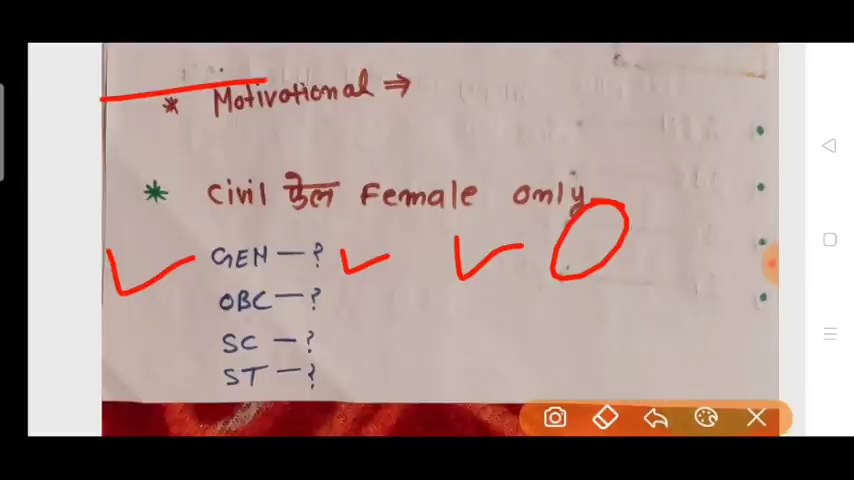 * Motivational ⇒
* Civil फ़ेल Female only
GEN — ?
OBC — ?
SC — ?
ST — ?